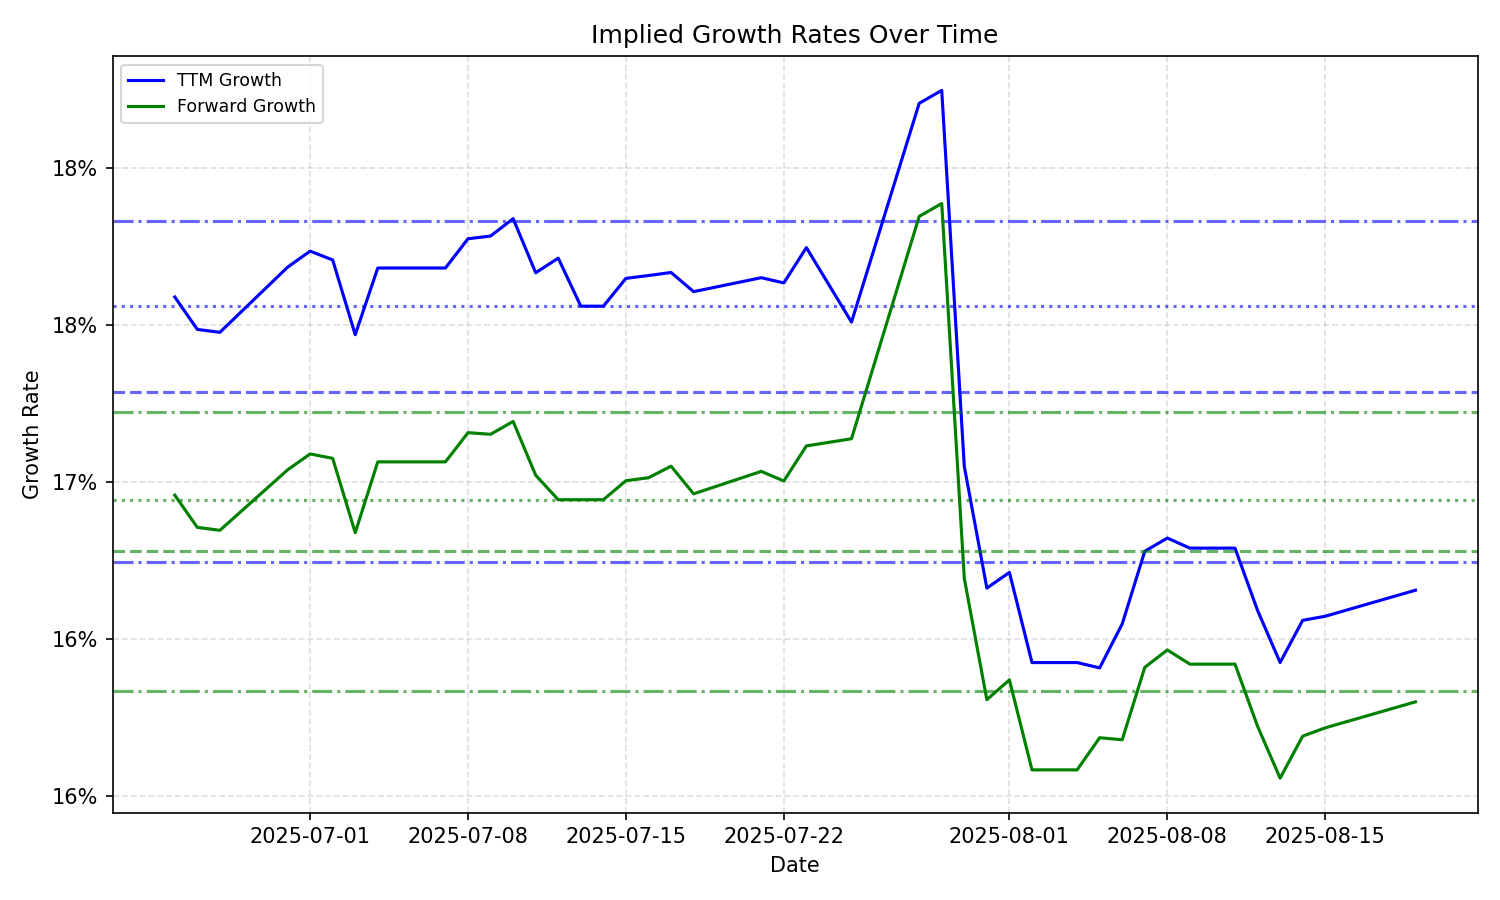 Implied Growth Rates Over Time
TTM Growth
Forward Growth
Growth Rate
18%
18%
17%
16%
16%
2025-07-01
2025-07-08
2025-07-15
2025-07-22
2025-08-01
2025-08-08
2025-08-15
Date